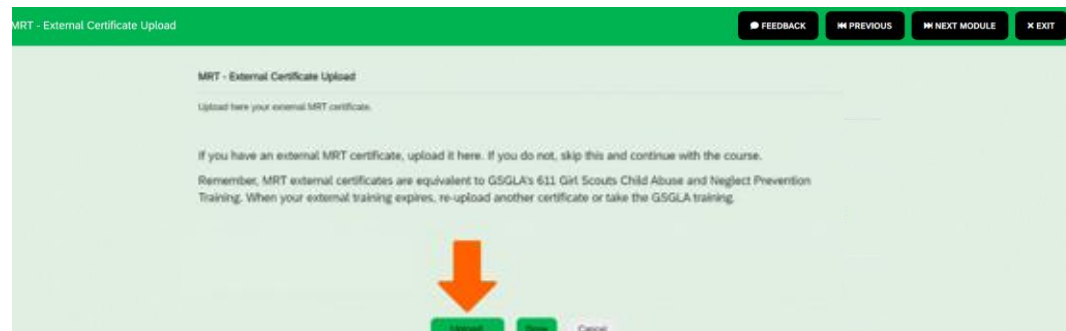 MRT - External Certificate Upload
FEEDBACK
PREVIOUS
NEXT MODULE
EXIT
MRT - External Certificate Upload
Upload here your external MRT certificate.
If you have an external MRT certificate, upload it here. If you do not, skip this and continue with the course.
Remember, MRT external certificates are equivalent to GSGLA's 611 Girl Scouts Child Abuse and Neglect Prevention
Training. When your external training expires, re-upload another certificate or take the GSGLA training.
Upload
Cancel